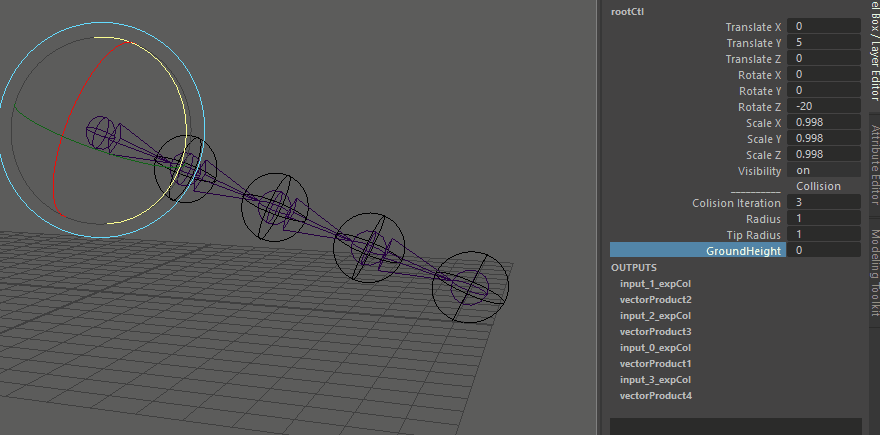 rootCtl
Translate X 0
Translate Y 5
Translate Z 0
Rotate X 0
Rotate Y 0
Rotate Z -20
Scale X 0.998
Scale Y 0.998
Scale Z 0.998
Visibility on
__________ Collision
Collision Iteration 3
Radius 1
Tip Radius 1
GroundHeight 0
OUTPUTS
input_1_expCol
vectorProduct2
input_2_expCol
vectorProduct3
input_0_expCol
vectorProduct1
input_3_expCol
vectorProduct4
el Box / Layer Editor
Attribute Editor
Modeling Toolkit